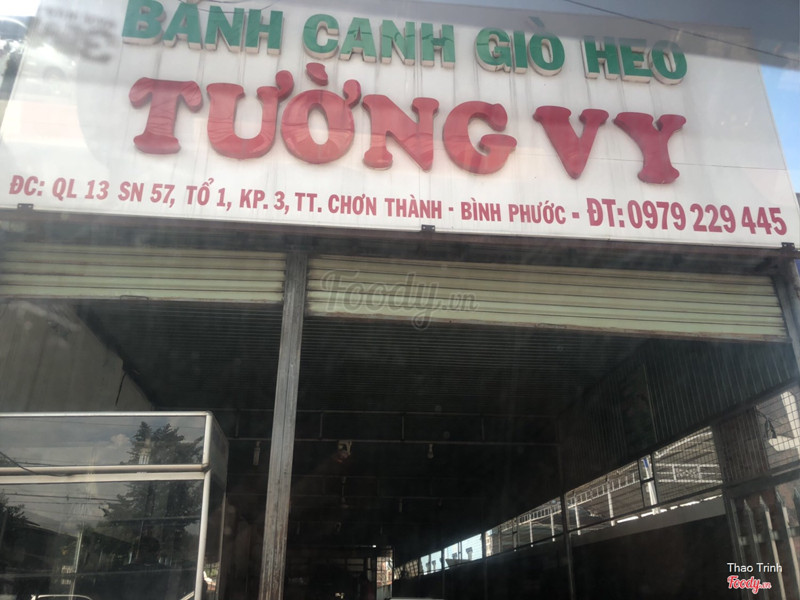 BÁNH CANH GIÒ HEO
TƯỜNG VY
ĐC: QL 13 SN 57, TỔ 1, KP. 3, TT. CHƠN THÀNH - BÌNH PHƯỚC - ĐT: 0979 229 445
Foody.vn
Thao Trinh
Foody.vn